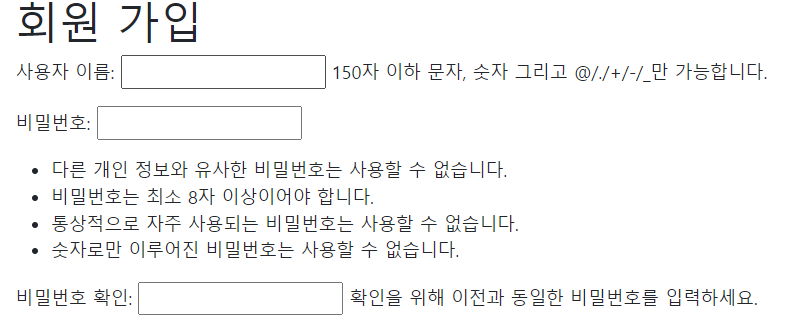 회원 가입
사용자 이름: 150자 이하 문자, 숫자 그리고 @/./+/-/_만 가능합니다.
비밀번호:
• 다른 개인 정보와 유사한 비밀번호는 사용할 수 없습니다.
• 비밀번호는 최소 8자 이상이어야 합니다.
• 통상적으로 자주 사용되는 비밀번호는 사용할 수 없습니다.
• 숫자로만 이루어진 비밀번호는 사용할 수 없습니다.
비밀번호 확인: 확인을 위해 이전과 동일한 비밀번호를 입력하세요.